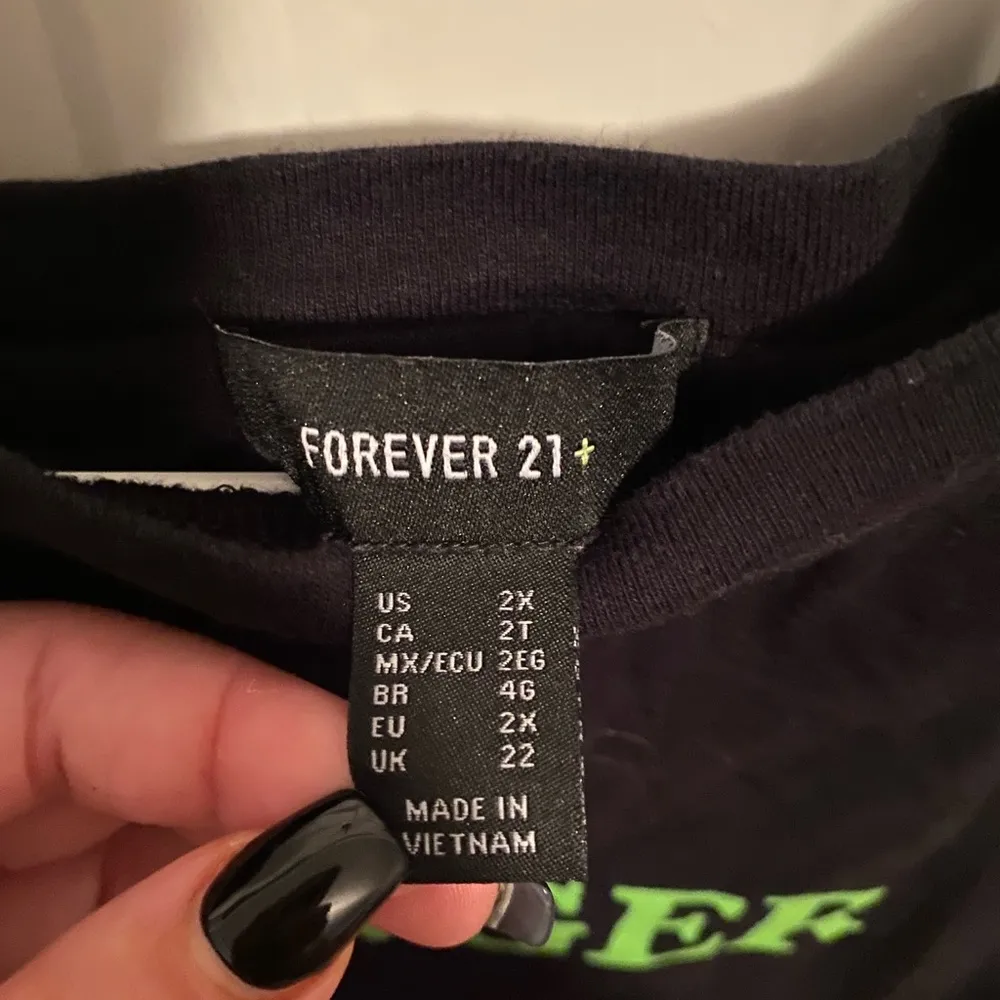 FOREVER 21+
US 2X
CA 2T
MX/ECU 2EG
BR 4G
EU 2X
UK 22
MADE IN
VIETNAM